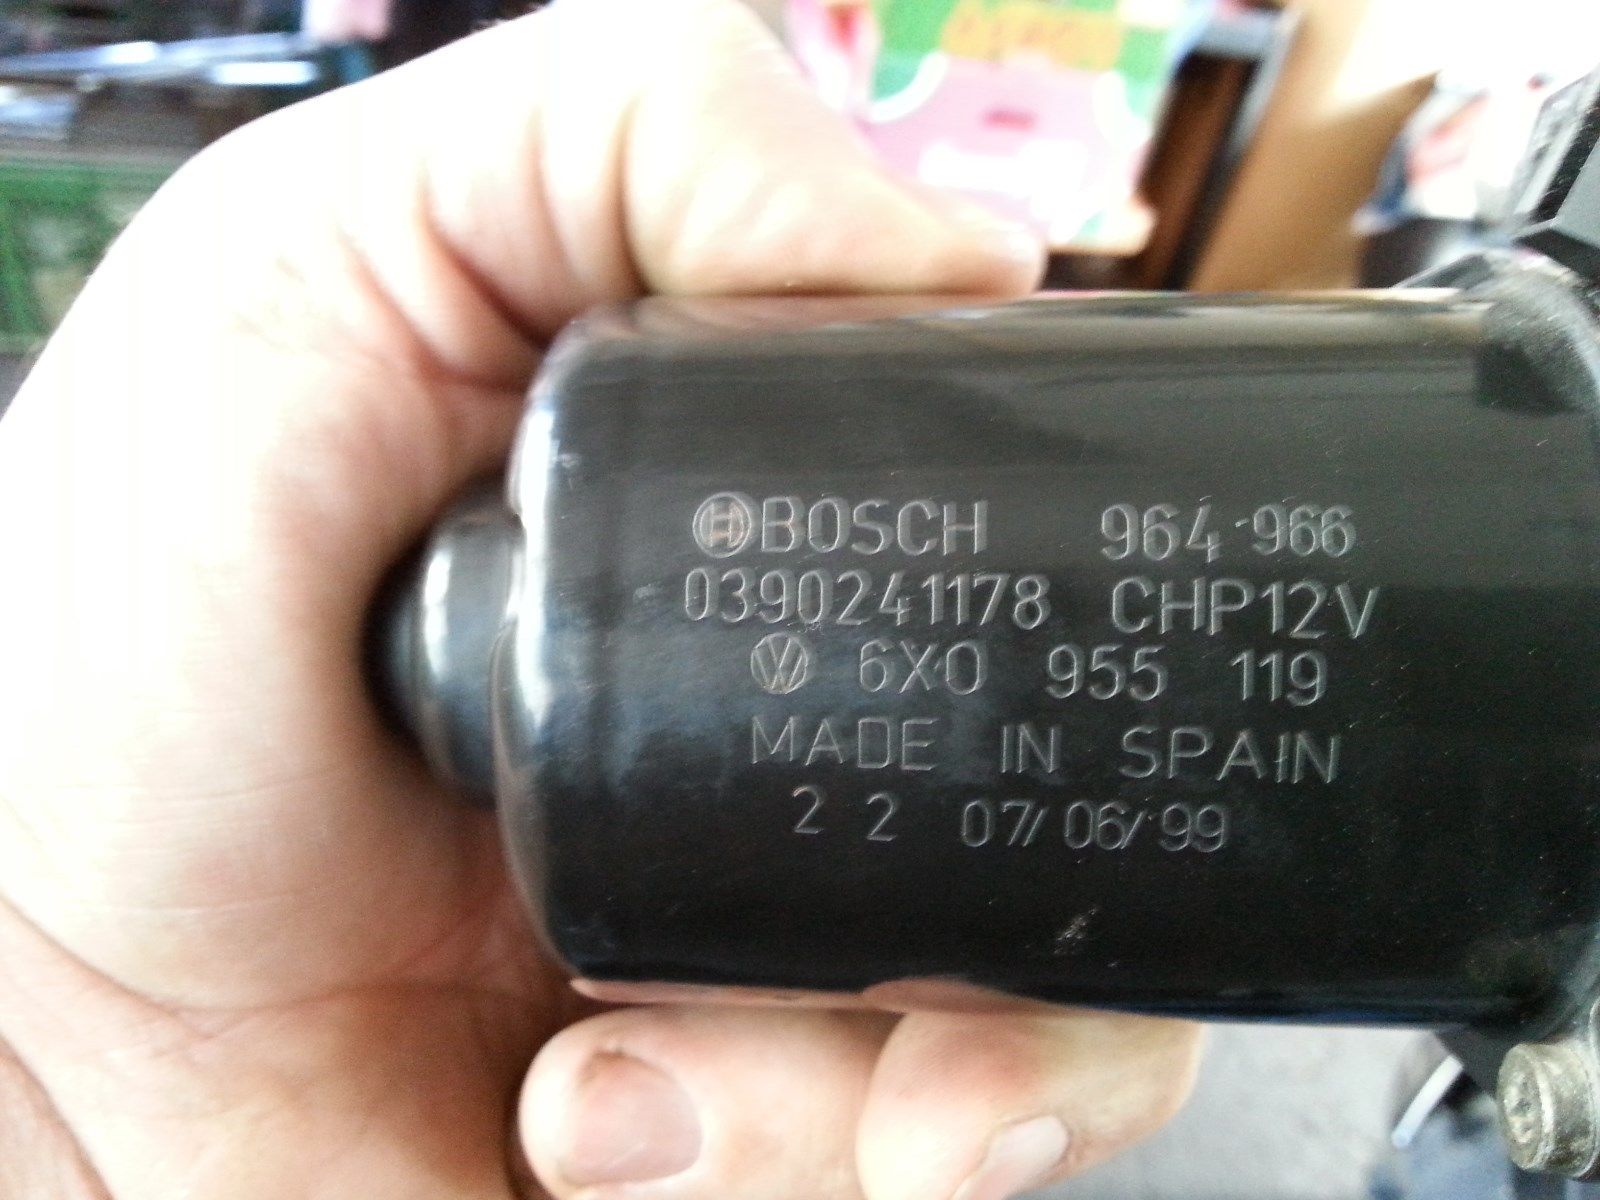 BOSCH 964 966
0390241178 CHP12V
6X0 955 119
MADE IN SPAIN
2 2 07/06/99